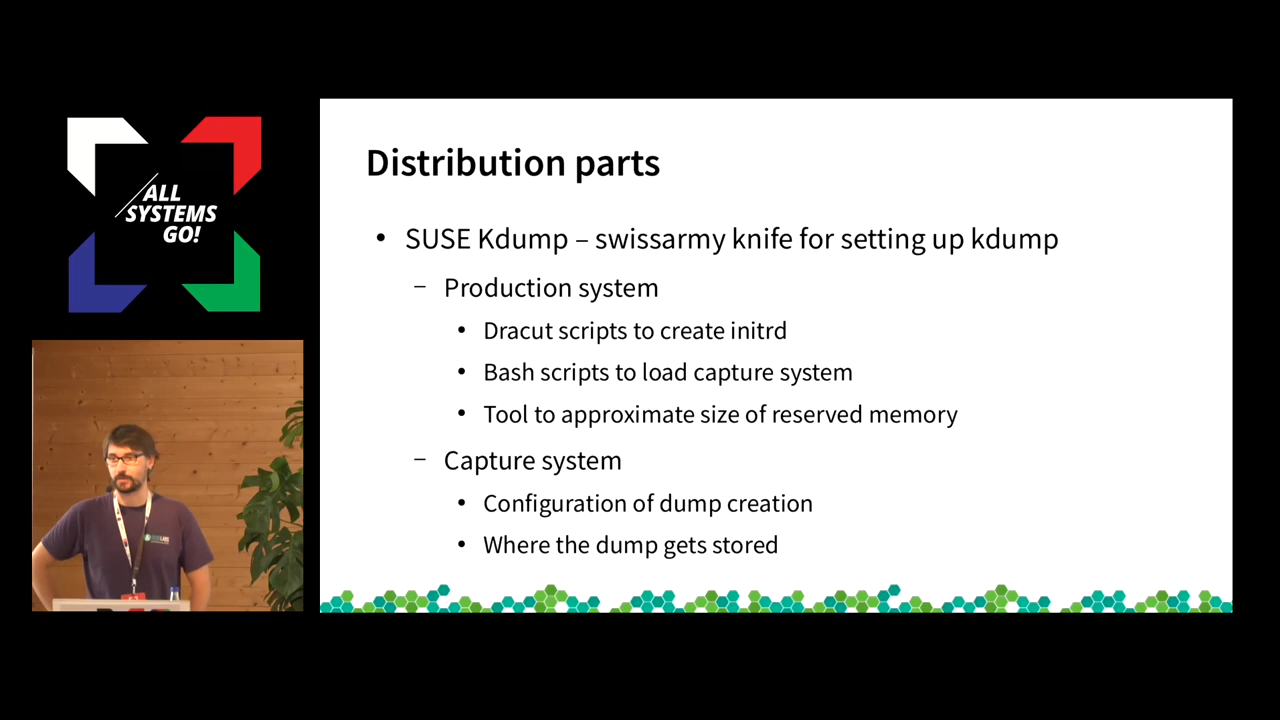 ALL
SYSTEMS
GO!
Distribution parts
• SUSE Kdump – swissarmy knife for setting up kdump
– Production system
• Dracut scripts to create initrd
• Bash scripts to load capture system
• Tool to approximate size of reserved memory
– Capture system
• Configuration of dump creation
• Where the dump gets stored